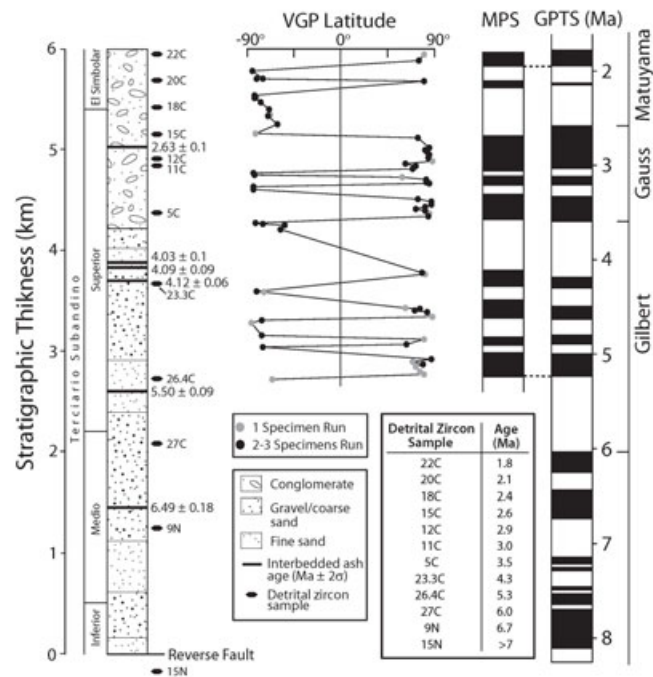 VGP Latitude
MPS
GPTS (Ma)
-90°
0°
90°
6
5
4
3
2
1
0
Stratigraphic Thikness (km)
Terciario Subandino
El Simbolar
Superior
Medio
Inferior
22C
20C
18C
15C
2.63 ± 0.1
12C
11C
5C
4.03 ± 0.1
4.09 ± 0.09
4.12 ± 0.06
23.3C
26.4C
5.50 ± 0.09
27C
6.49 ± 0.18
9N
Reverse Fault
15N
1 Specimen Run
2-3 Specimens Run
Conglomerate
Gravel/coarse
sand
Fine sand
Interbedded ash
age (Ma ± 2σ)
Detrital zircon
sample
Detrital Zircon Age
Sample (Ma)
22C 1.8
20C 2.1
18C 2.4
15C 2.6
12C 2.9
11C 3.0
5C 3.5
23.3C 4.3
26.4C 5.3
27C 6.0
9N 6.7
15N >7
2
3
4
5
6
7
8
Matuyama
Gauss
Gilbert